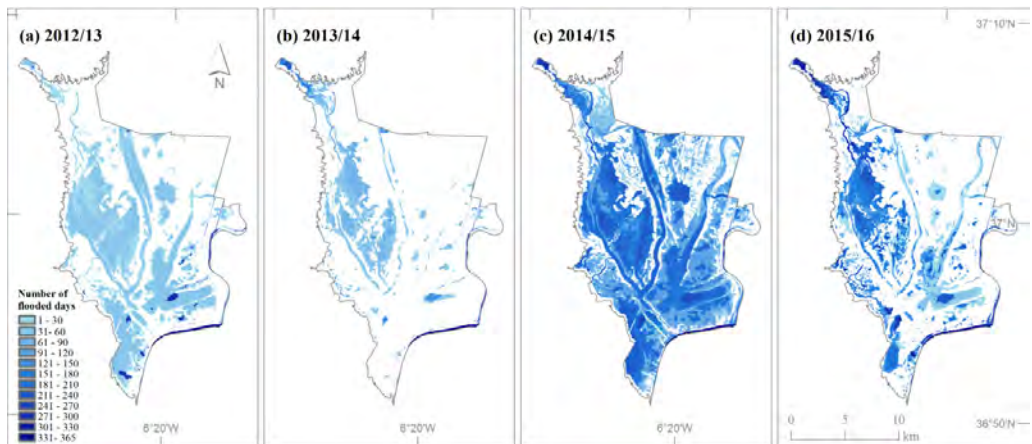 (a) 2012/13
(b) 2013/14
(c) 2014/15
(d) 2015/16
37°10'
N
37°N
Number of
flooded days
1 - 30
31- 60
61 - 90
91 - 120
121 - 150
151 - 180
181 - 210
211 - 240
241 - 270
271 - 300
301 - 330
331- 365
0 5 10
km
6°20W
6°20'W
6°20'W
36°50'N